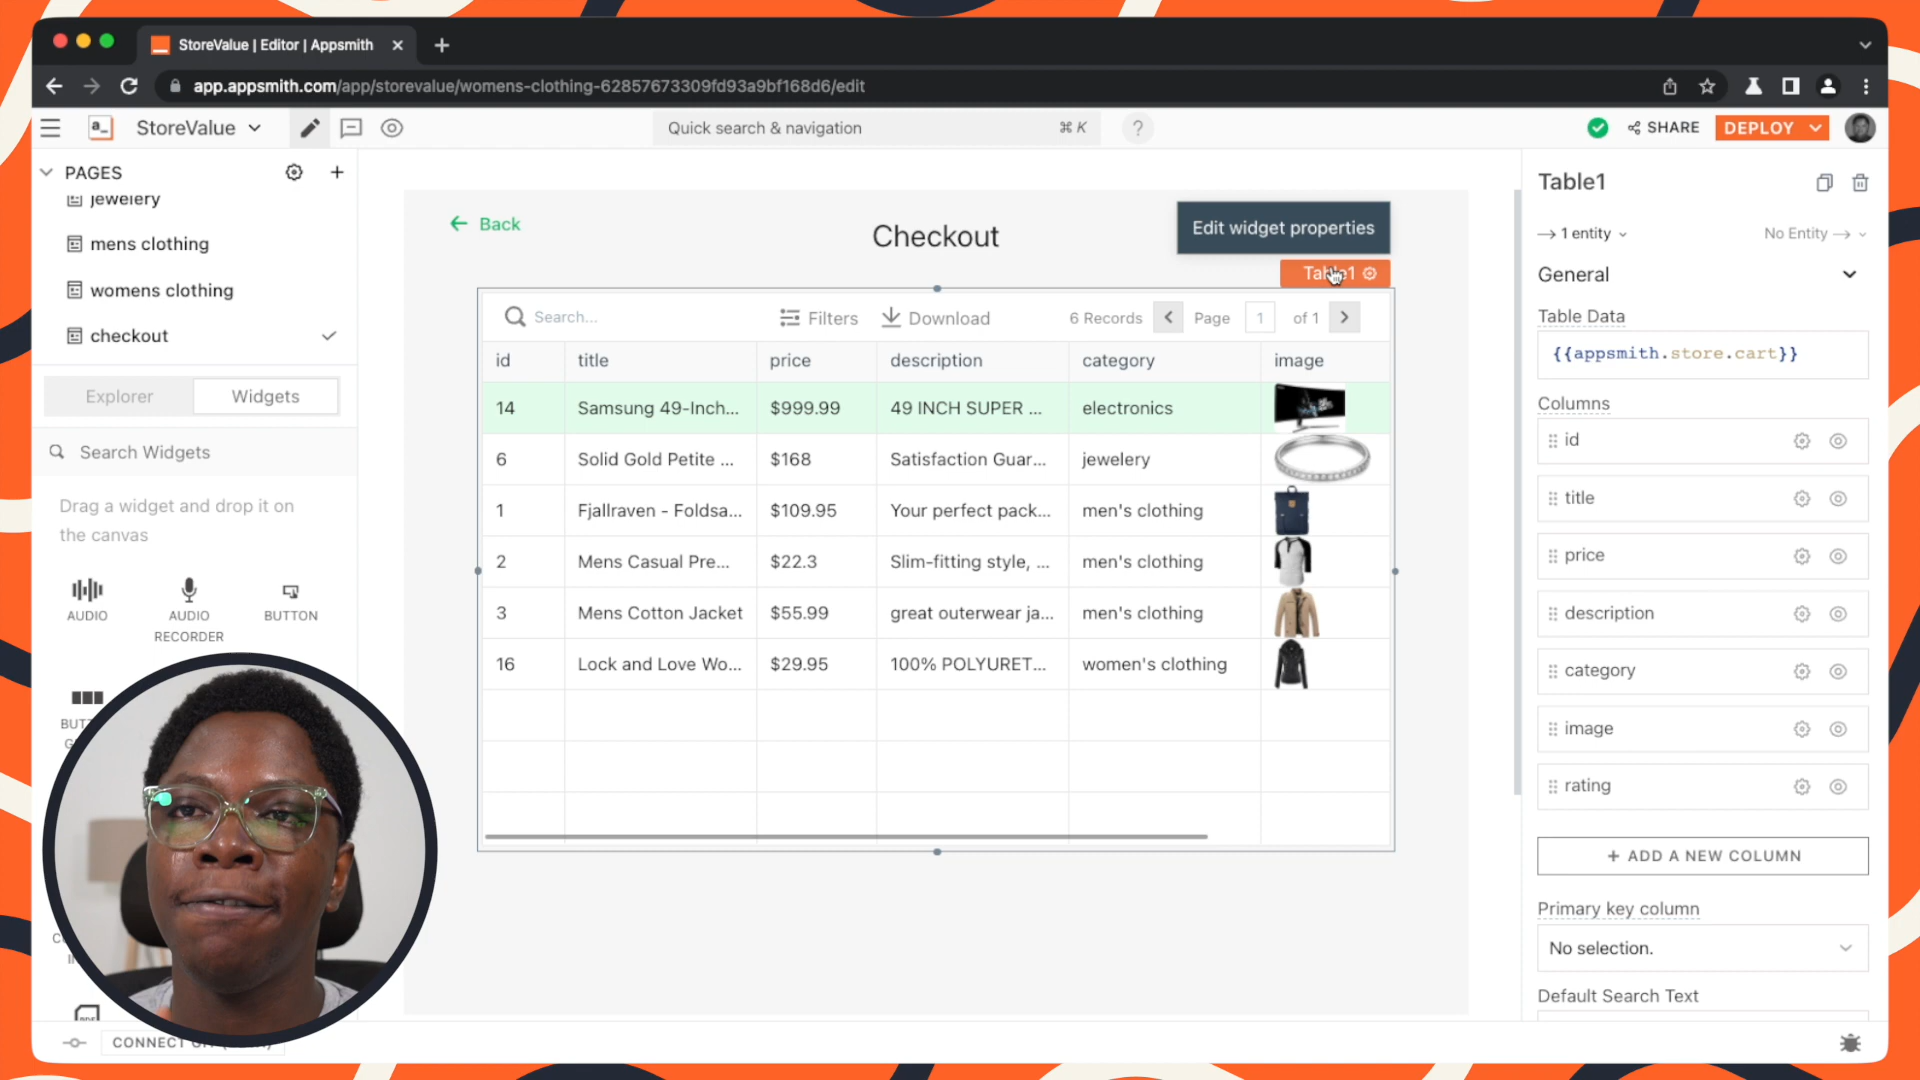 StoreValue | Editor | Appsmith
app.appsmith.com/app/storevalue/womens-clothing-62857673309fd93a9bf168d6/edit
a_
StoreValue
Quick search & navigation
⌘ K
?
SHARE
DEPLOY
PAGES
jewelery
mens clothing
womens clothing
checkout
Explorer
Widgets
Search Widgets
Drag a widget and drop it on
the canvas
AUDIO
AUDIO
RECORDER
BUTTON
Back
Checkout
Edit widget properties
Table1
Search...
Filters
Download
6 Records
Page
1
of 1
id title price description category image
14 Samsung 49-Inch... $999.99 49 INCH SUPER ... electronics
6 Solid Gold Petite ... $168 Satisfaction Guar... jewelery
1 Fjallraven - Foldsa... $109.95 Your perfect pack... men's clothing
2 Mens Casual Pre... $22.3 Slim-fitting style, ... men's clothing
3 Mens Cotton Jacket $55.99 great outerwear ja... men's clothing
16 Lock and Love Wo... $29.95 100% POLYURET... women's clothing
Table1
1 entity
No Entity
General
Table Data
{{appsmith.store.cart}}
Columns
id
title
price
description
category
image
rating
+ ADD A NEW COLUMN
Primary key column
No selection.
Default Search Text
CONNECT